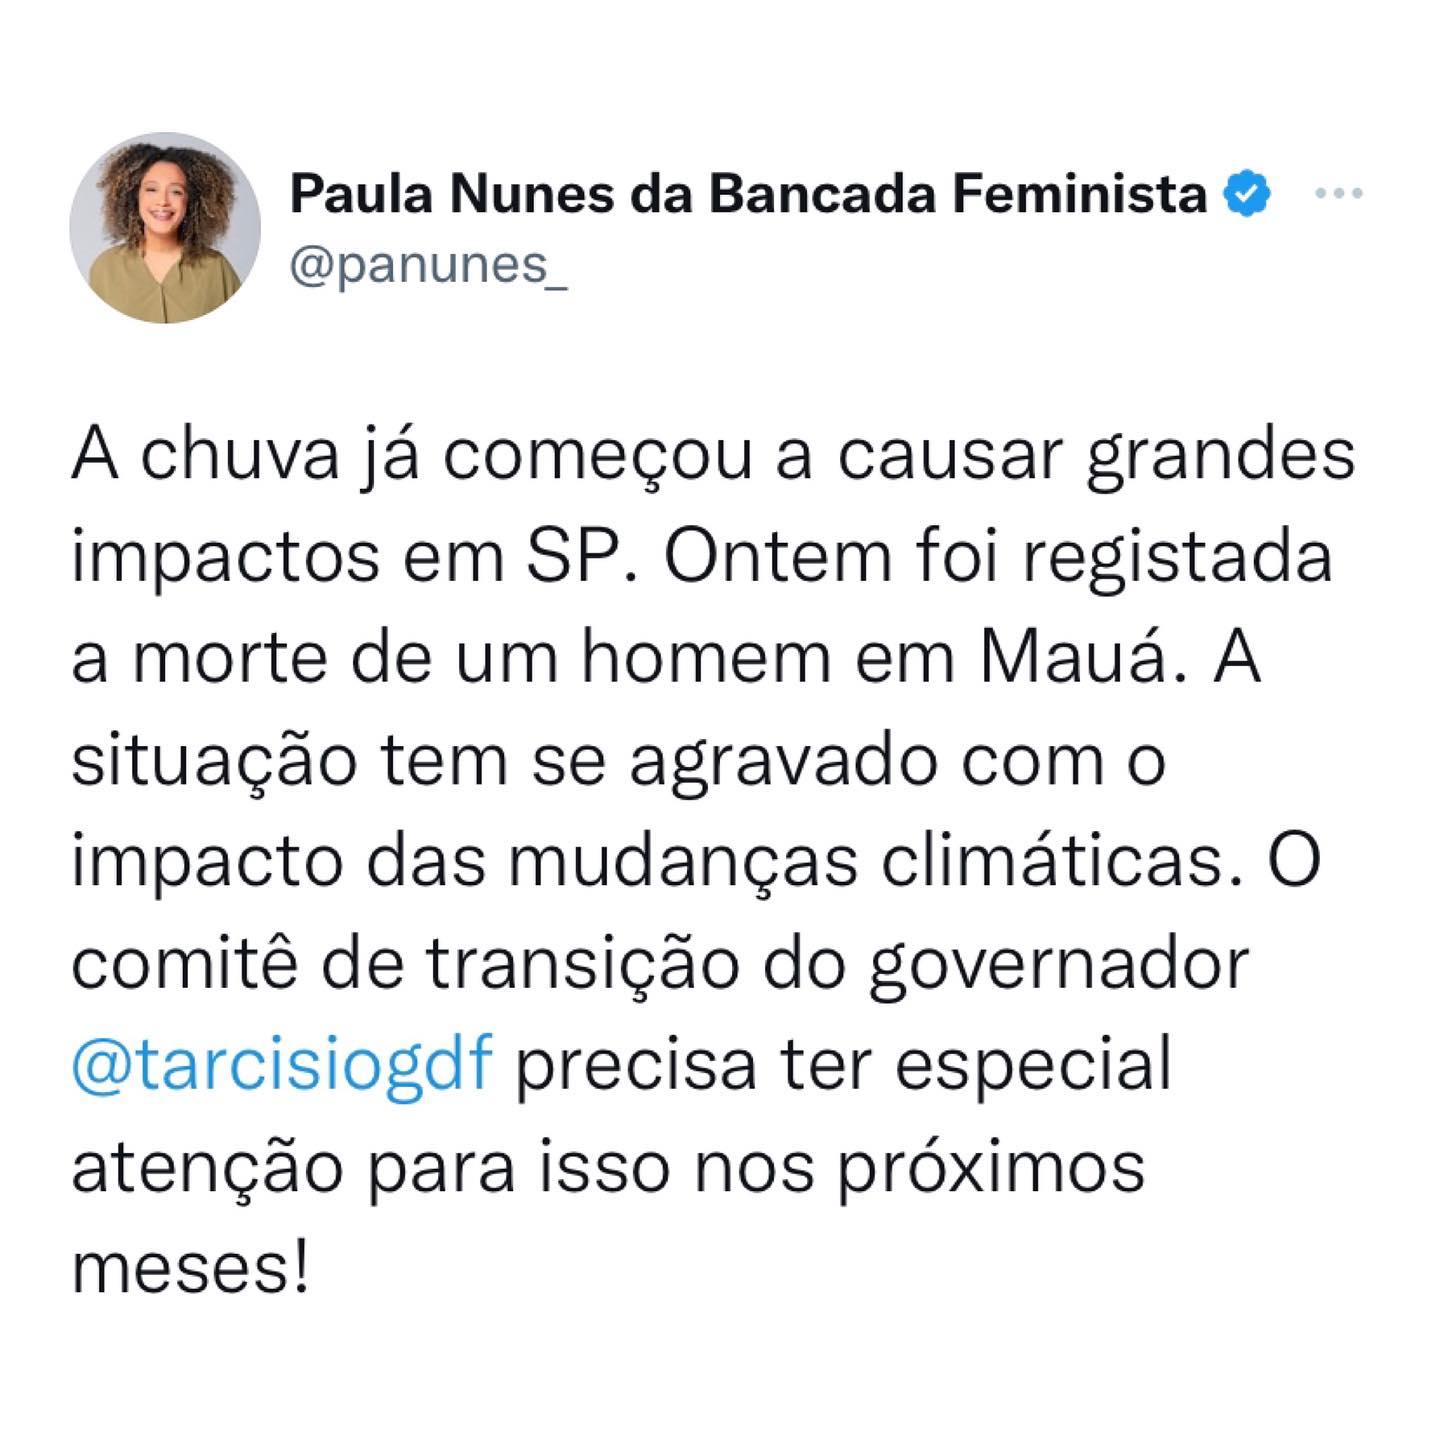 Paula Nunes da Bancada Feminista
@panunes_
A chuva já começou a causar grandes
impactos em SP. Ontem foi registada
a morte de um homem em Mauá. A
situação tem se agravado com o
impacto das mudanças climáticas. O
comitê de transição do governador
@tarcisiogdf precisa ter especial
atenção para isso nos próximos
meses!